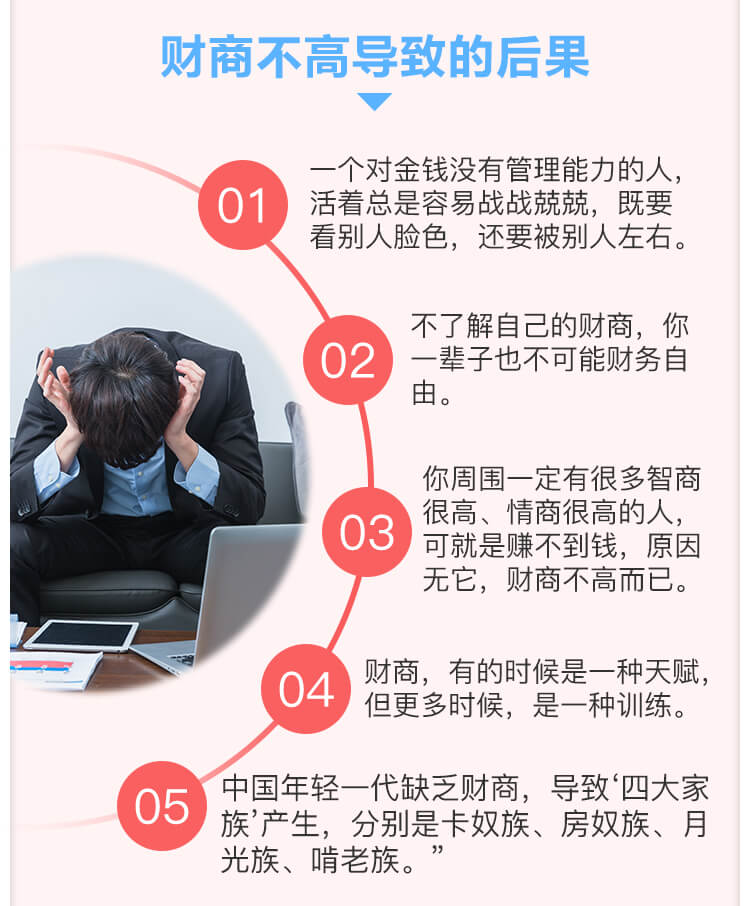 财商不高导致的后果
01
一个对金钱没有管理能力的人，
活着总是容易战战兢兢，既要
看别人脸色，还要被别人左右。
02
不了解自己的财商，你
一辈子也不可能财务自
由。
03
你周围一定有很多智商
很高、情商很高的人，
可就是赚不到钱，原因
无它，财商不高而已。
04
财商，有的时候是一种天赋，
但更多时候，是一种训练。
05
中国年轻一代缺乏财商，导致‘四大家
族’产生，分别是卡奴族、房奴族、月
光族、啃老族。”